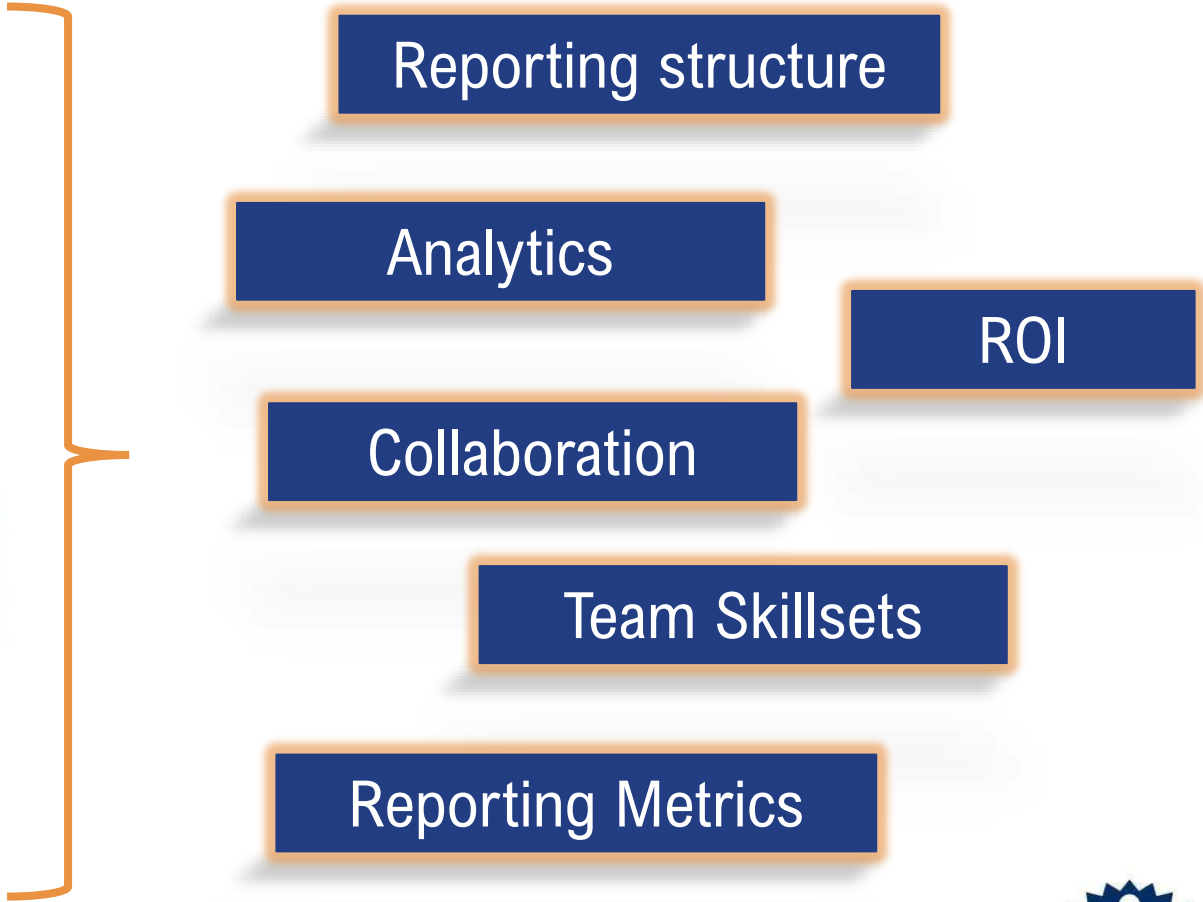 Reporting structure
Analytics
ROI
Collaboration
Team Skillsets
Reporting Metrics